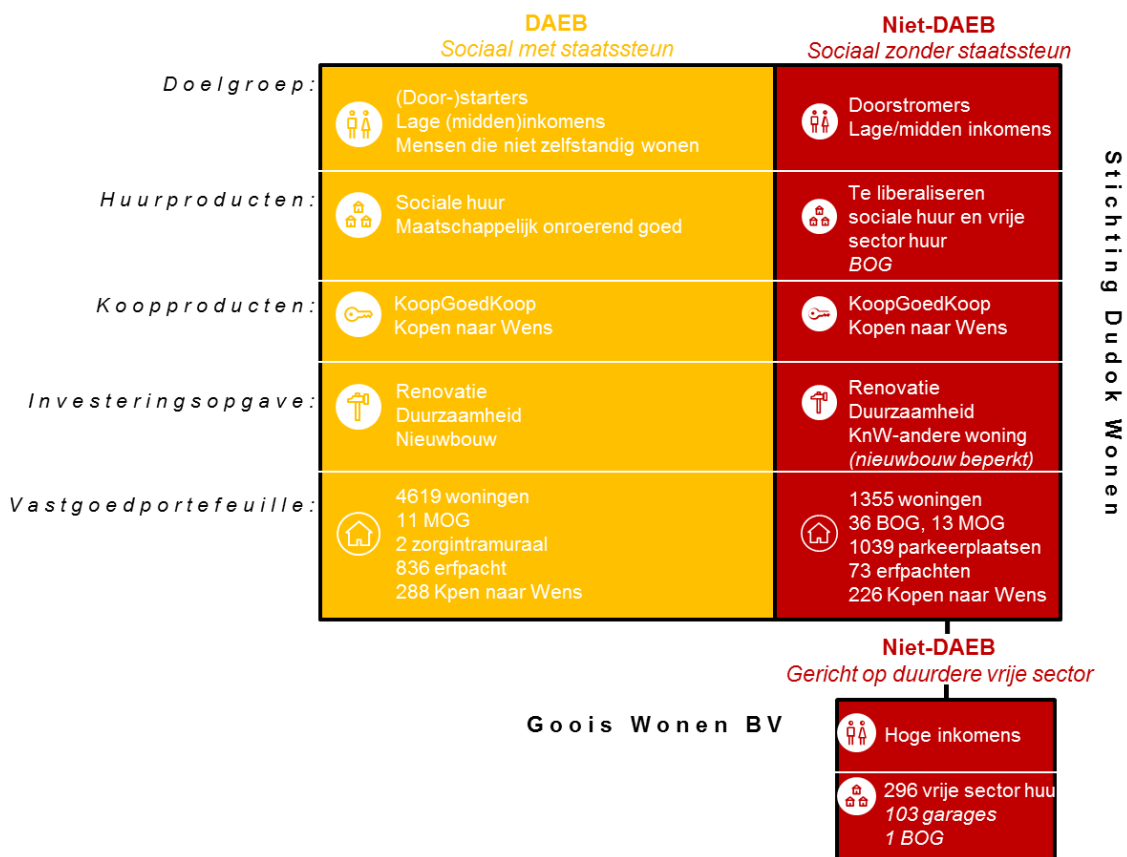 DAEB
Sociaal met staatssteun
Niet-DAEB
Sociaal zonder staatssteun
Doelgroep:
(Door-)starters
Lage (midden)inkomens
Mensen die niet zelfstandig wonen
Doorstromers
Lage/midden inkomens
Huurproducten:
Sociale huur
Maatschappelijk onroerend goed
Te liberaliseren
sociale huur en vrije
sector huur
BOG
Koopproducten:
KoopGoedKoop
Kopen naar Wens
KoopGoedKoop
Kopen naar Wens
Investeringsopgave:
Renovatie
Duurzaamheid
Nieuwbouw
Renovatie
Duurzaamheid
KnW-andere woning
(nieuwbouw beperkt)
Vastgoedportefeuille:
4619 woningen
11 MOG
2 zorgintramuraal
836 erfpacht
288 Kpen naar Wens
1355 woningen
36 BOG, 13 MOG
1039 parkeerplaatsen
73 erfpachten
226 Kopen naar Wens
Stichting Dudok Wonen
Niet-DAEB
Gericht op duurdere vrije sector
Goois Wonen BV
Hoge inkomens
296 vrije sector huu
103 garages
1 BOG